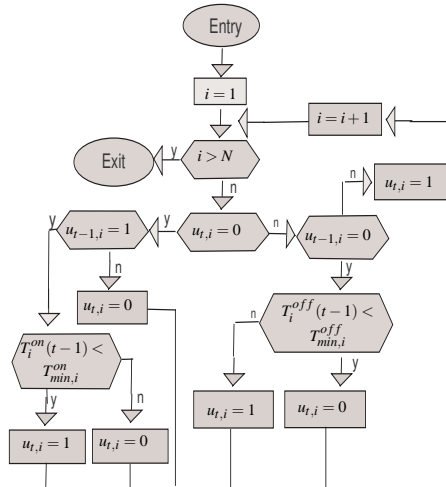 Entry
i = 1
i = i + 1
i > N
y
Exit
n
u_{t,i} = 1
n
y
u_{t-1,i} = 1
y
u_{t,i} = 0
n
u_{t-1,i} = 0
n
y
u_{t,i} = 0
T_i^{on}(t-1) <
T_{min,i}^{on}
T_i^{off}(t-1) <
T_{min,i}^{off}
n
y
n
y
u_{t,i} = 1
u_{t,i} = 0
u_{t,i} = 1
u_{t,i} = 0